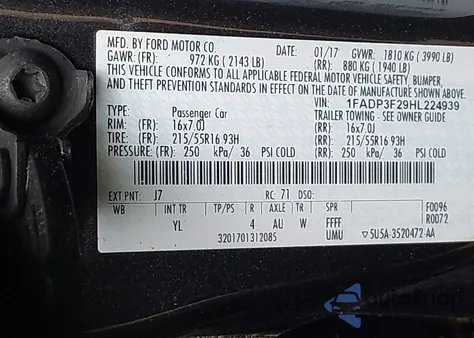 MFD. BY FORD MOTOR CO.
DATE: 01/17 GVWR: 1810 KG ( 3990 LB)
GAWR: (FR) 972 KG ( 2143 LB) (RR) 880 KG ( 1940 LB)
THIS VEHICLE CONFORMS TO ALL APPLICABLE FEDERAL MOTOR VEHICLE SAFETY, BUMPER,
AND THEFT PREVENTION STANDARDS IN EFFECT ON THE DATE OF MANUFACTURE SHOWN ABOVE.
VIN: 1FADP3F29HL224939
TYPE: Passenger Car TRAILER TOWING - SEE OWNER GUIDE
RIM: (FR): 16x7.0J (RR): 16x7.0J
TIRE: (FR): 215/55R16 93H (RR): 215/55R16 93H
PRESSURE: (FR): 250 kPa/ 36 PSI COLD (RR): 250 kPa/ 36 PSI COLD
EXT PNT: J7 RC: 71 DSO: F0096
WB INT TR TP/PS R AXLE TR SPR R0072
YL 4 AU W FFFF
3201701312085 UMU 5U5A-3520472-AA